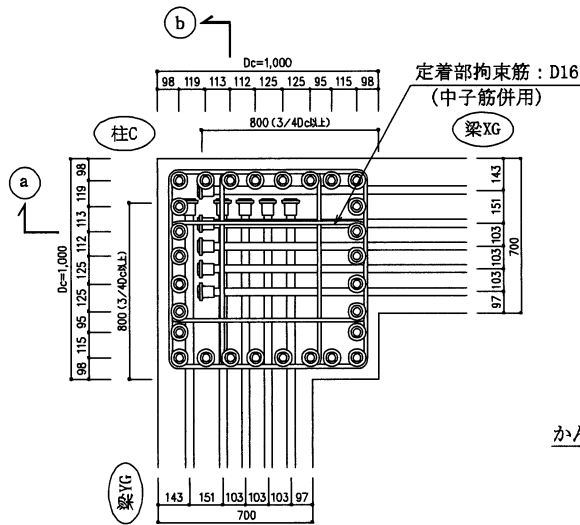 b
Dc=1,000
98 119 113 112 125 125 95 115 98
定着部拘束筋：D16
(中子筋併用)
柱C
800 (3/4Dc以上)
梁XG
a
98 119 113 112 125 125 95 115 98
Dc=1,000
800 (3/4Dc以上)
143 151 103 103 103 97
700
梁YG
143 151 103 103 103 97
700